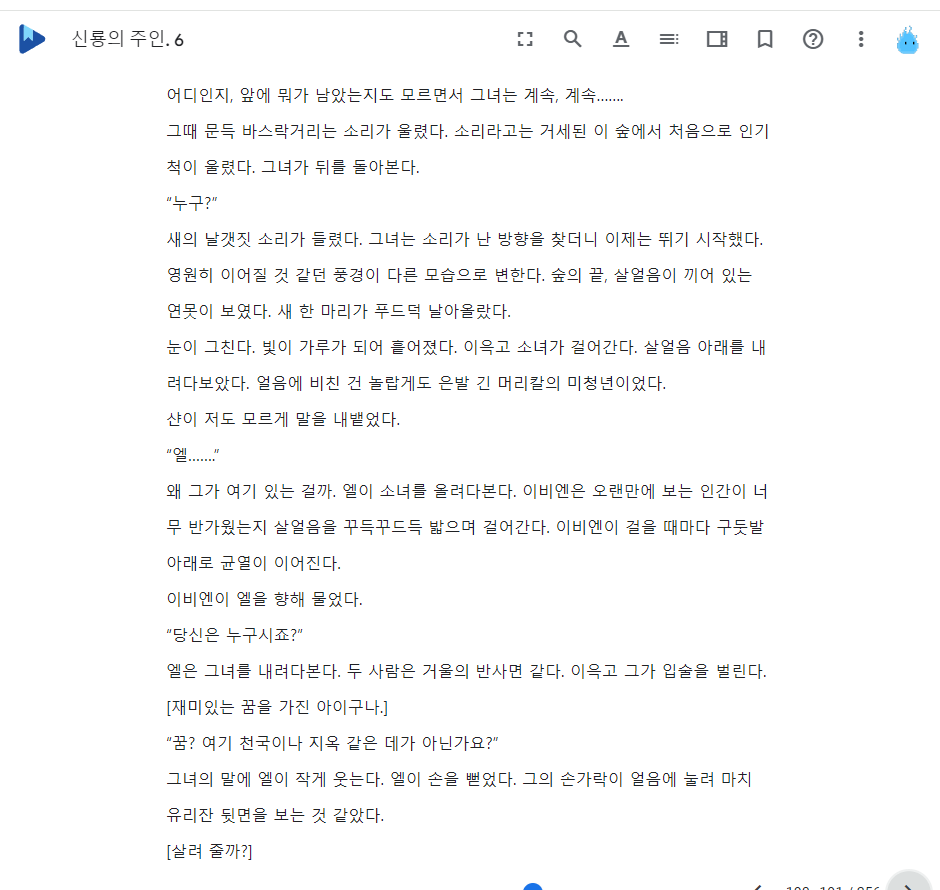 신룡의 주인. 6
어디인지, 앞에 뭐가 남았는지도 모르면서 그녀는 계속, 계속…….
그때 문득 바스락거리는 소리가 울렸다. 소리라고는 거세된 이 숲에서 처음으로 인기
척이 울렸다. 그녀가 뒤를 돌아본다.
“누구?”
새의 날갯짓 소리가 들렸다. 그녀는 소리가 난 방향을 찾더니 이제는 뛰기 시작했다.
영원히 이어질 것 같던 풍경이 다른 모습으로 변한다. 숲의 끝, 살얼음이 끼어 있는
연못이 보였다. 새 한 마리가 푸드덕 날아올랐다.
눈이 그친다. 빛이 가루가 되어 흩어졌다. 이윽고 소녀가 걸어간다. 살얼음 아래를 내
려다보았다. 얼음에 비친 건 놀랍게도 은발 긴 머리칼의 미청년이었다.
샨이 저도 모르게 말을 내뱉었다.
“엘…….”
왜 그가 여기 있는 걸까. 엘이 소녀를 올려다본다. 이비엔은 오랜만에 보는 인간이 너
무 반가웠는지 살얼음을 꾸득꾸드득 밟으며 걸어간다. 이비엔이 걸을 때마다 구둣발
아래로 균열이 이어진다.
이비엔이 엘을 향해 물었다.
“당신은 누구시죠?”
엘은 그녀를 내려다본다. 두 사람은 거울의 반사면 같다. 이윽고 그가 입술을 벌린다.
[재미있는 꿈을 가진 아이구나.]
“꿈? 여기 천국이나 지옥 같은 데가 아닌가요?”
그녀의 말에 엘이 작게 웃는다. 엘이 손을 뻗었다. 그의 손가락이 얼음에 눌려 마치
유리잔 뒷면을 보는 것 같았다.
[살려 줄까?]